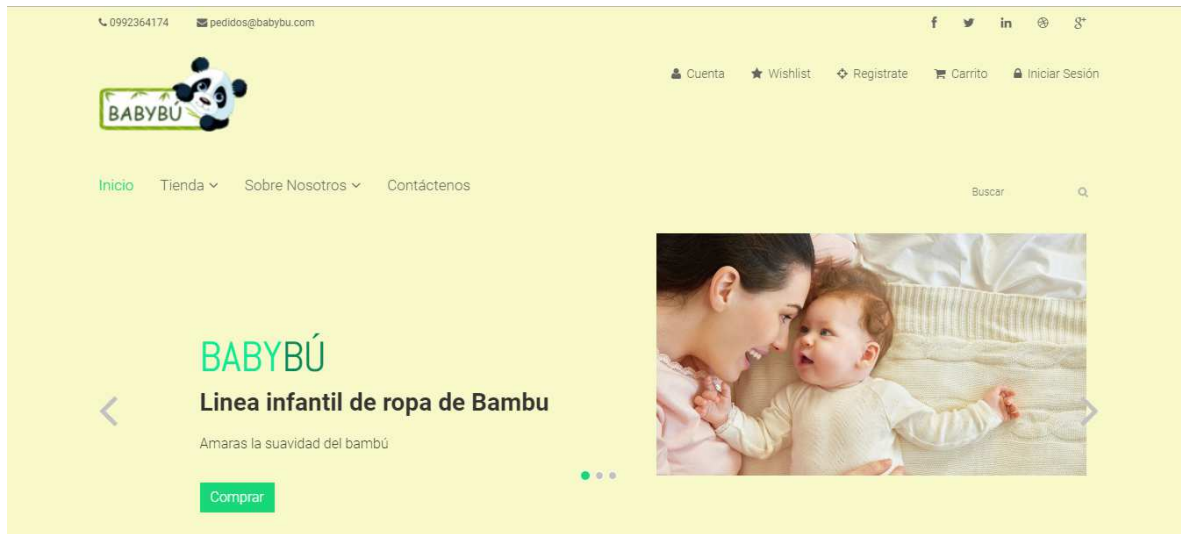 0992364174 pedidos@babybu.com
BABYBÚ
Cuenta Wishlist Registrate Carrito Iniciar Sesión
Inicio Tienda Sobre Nosotros Contáctenos
Buscar
BABYBÚ
Linea infantil de ropa de Bambu
Amaras la suavidad del bambú
Comprar